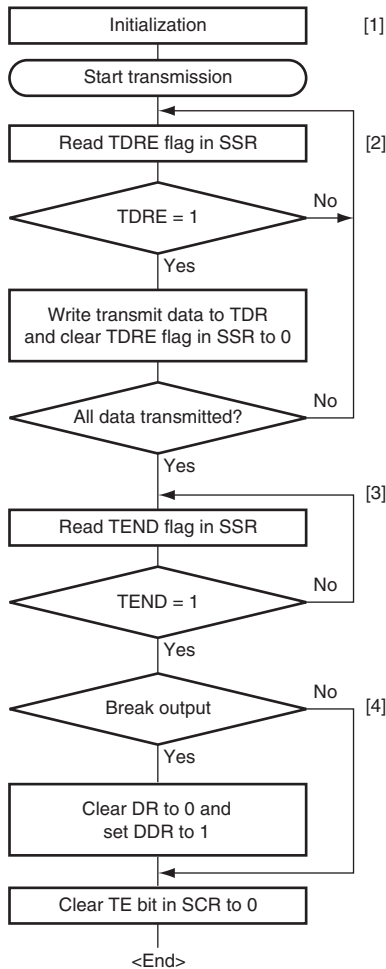 Initialization [1]
Start transmission
Read TDRE flag in SSR [2]
No
TDRE = 1
Yes
Write transmit data to TDR
and clear TDRE flag in SSR to 0
No
All data transmitted?
Yes
[3]
Read TEND flag in SSR
No
TEND = 1
Yes
No [4]
Break output
Yes
Clear DR to 0 and
set DDR to 1
Clear TE bit in SCR to 0
<End>